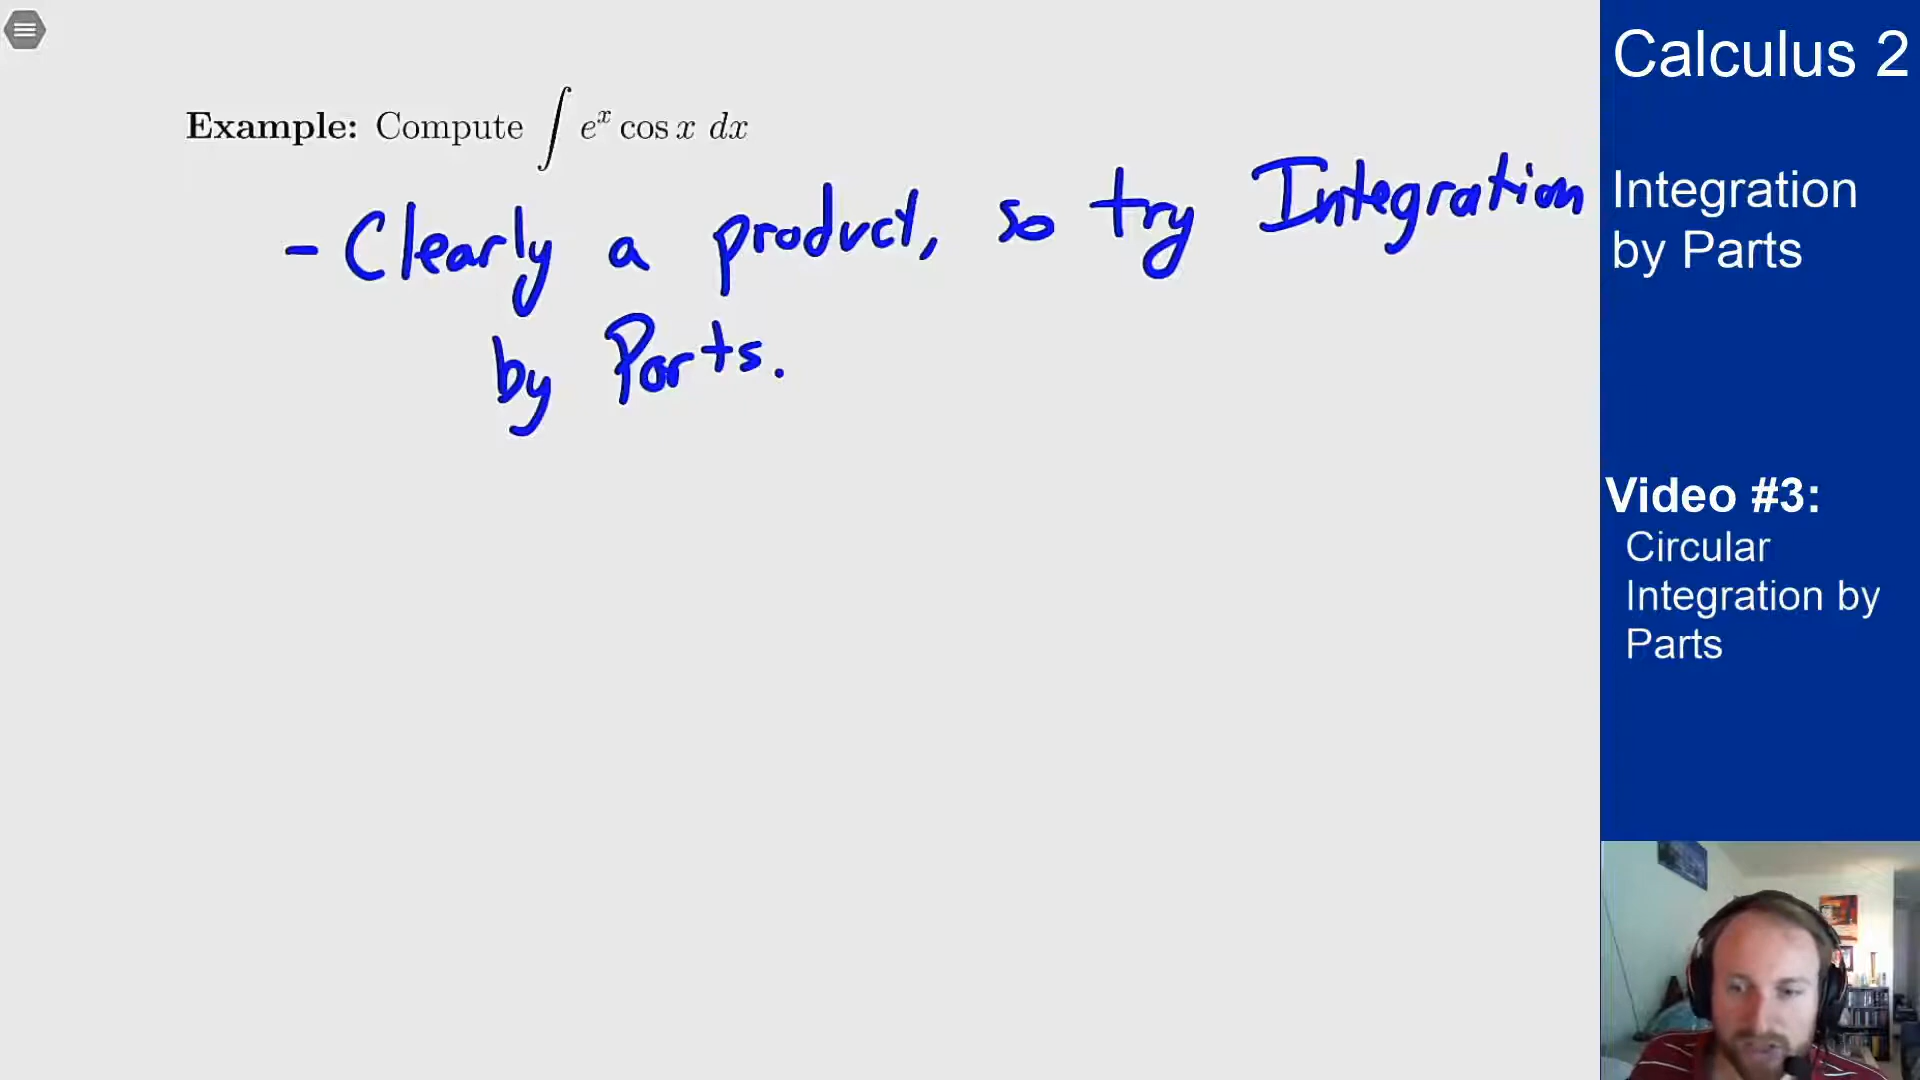 Example: Compute ∫ e^x cos x dx
- Clearly a product, so try Integration
by Parts.
Calculus 2
Integration
by Parts
Video #3:
Circular
Integration by
Parts